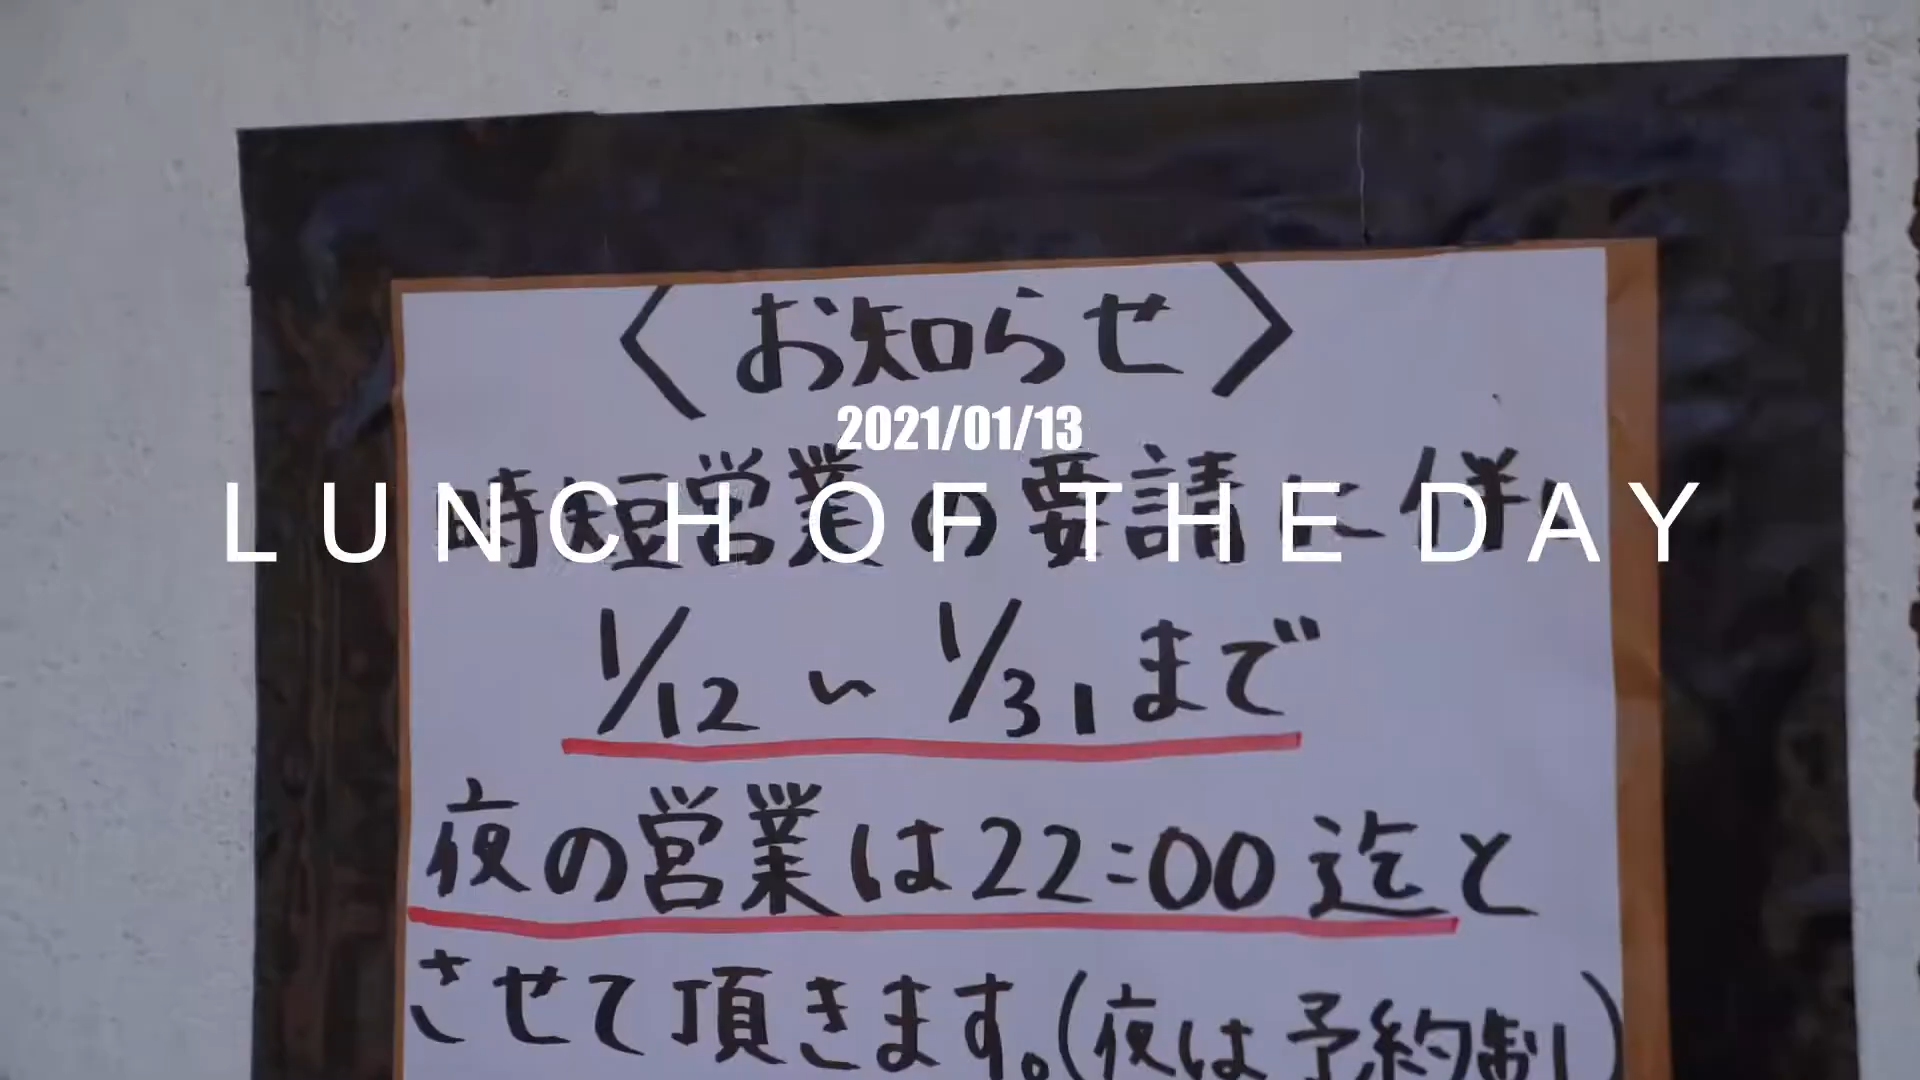 〈お知らせ〉
2021/01/13
時短営業の要請に併い
LUNCH OF THE DAY
1/12〜1/31まで
夜の営業は22:00迄と
させて頂きます。(夜は予約制)